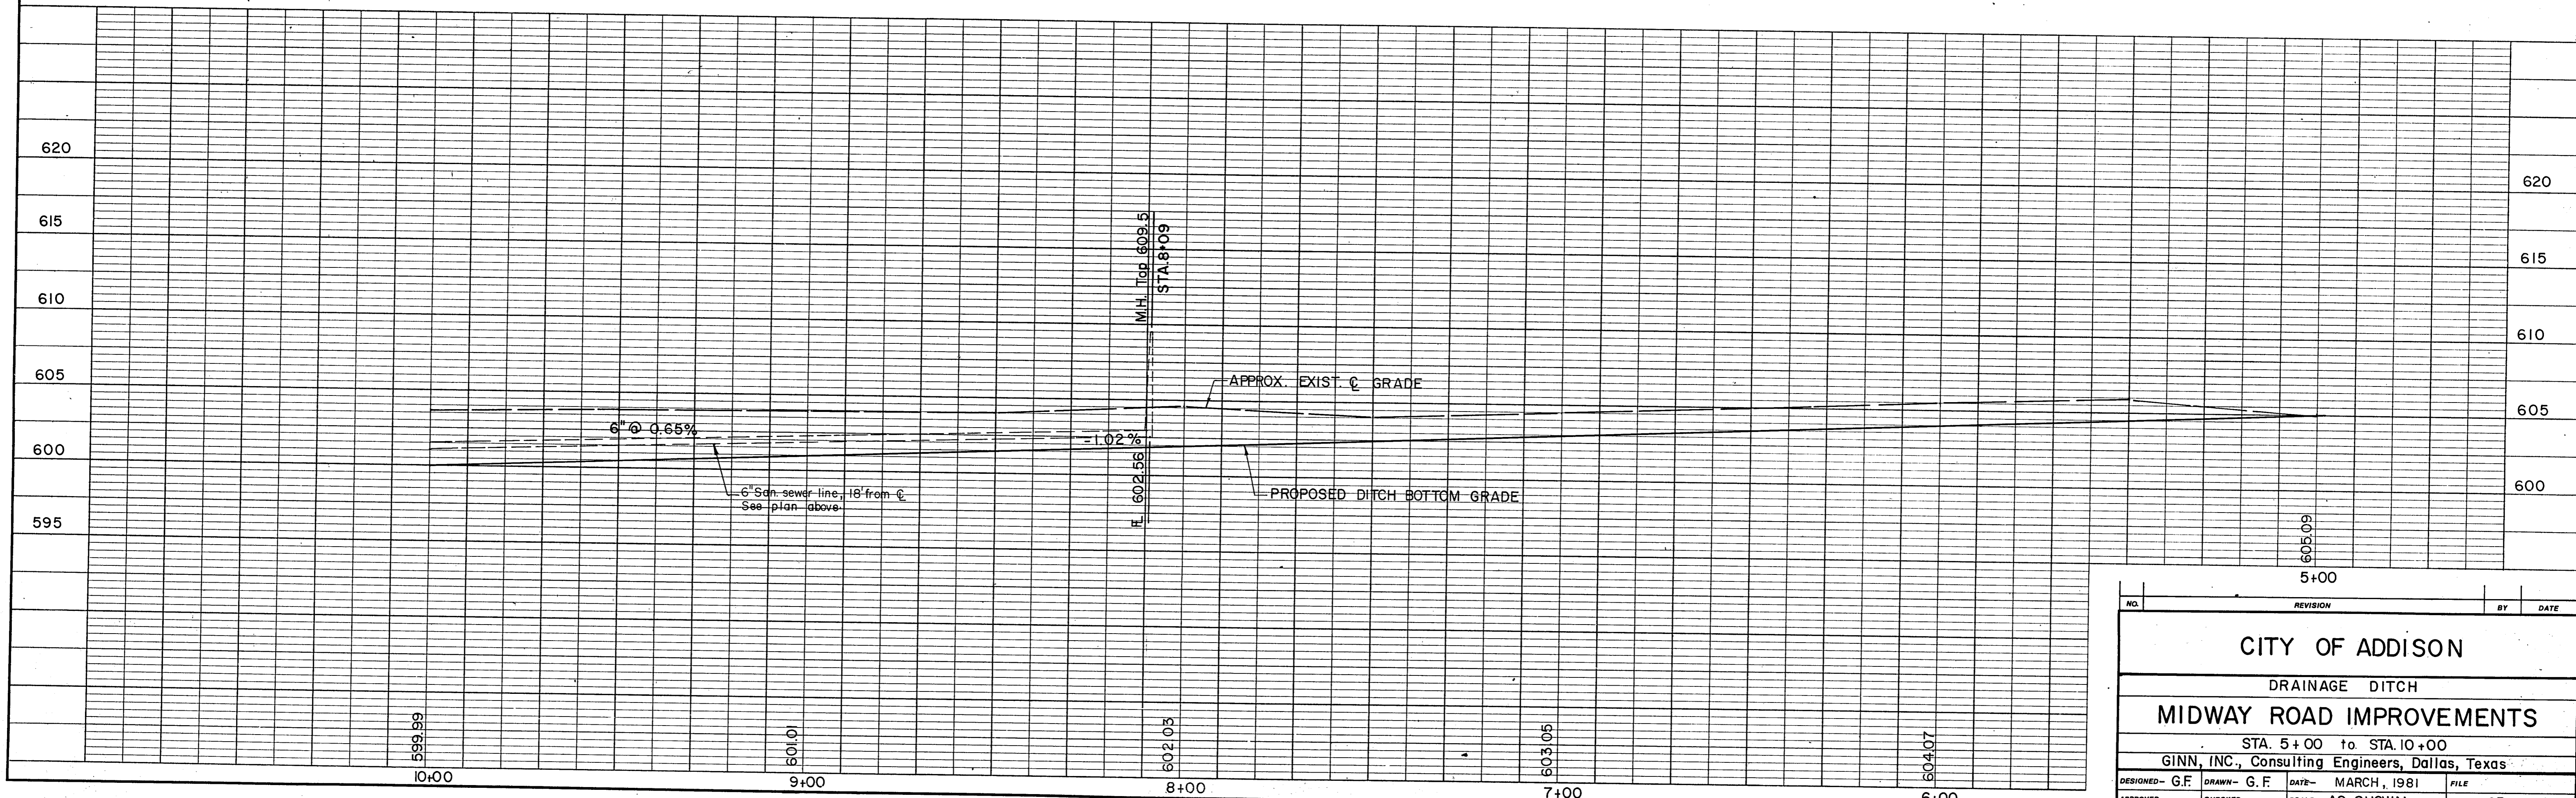 620
615
610
605
600
595
620
615
610
605
600
M.H. Top 609.5
STA.8+09
APPROX. EXIST. ℄ GRADE
6"@ 0.65%
-1.02%
FL 602.56
6"San. sewer line, 18' from ℄
See plan above
PROPOSED DITCH BOTTOM GRADE
605.09
5+00
599.99
601.01
602.03
603.05
604.07
10+00
9+00
8+00
7+00
NO. REVISION BY DATE
CITY OF ADDISON
DRAINAGE DITCH
MIDWAY ROAD IMPROVEMENTS
STA. 5+00 to STA. 10+00
GINN, INC., Consulting Engineers, Dallas, Texas
DESIGNED- G.F. DRAWN- G.F. DATE- MARCH, 1981 FILE